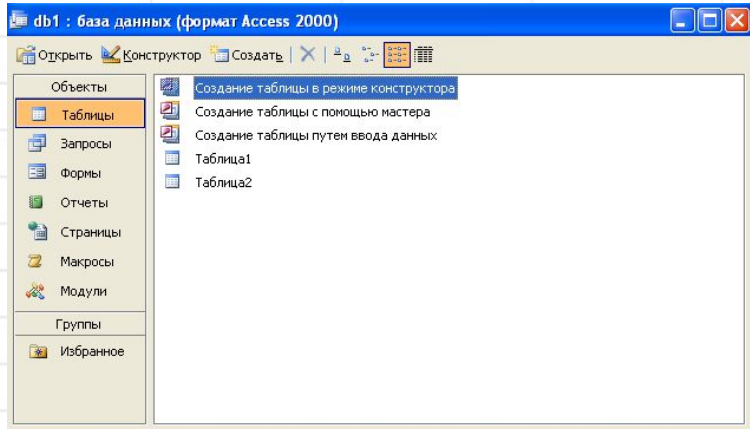 db1 : база данных (формат Access 2000)
Открыть Конструктор Создать
Объекты
Таблицы
Запросы
Формы
Отчеты
Страницы
Макросы
Модули
Группы
Избранное
Создание таблицы в режиме конструктора
Создание таблицы с помощью мастера
Создание таблицы путем ввода данных
Таблица1
Таблица2